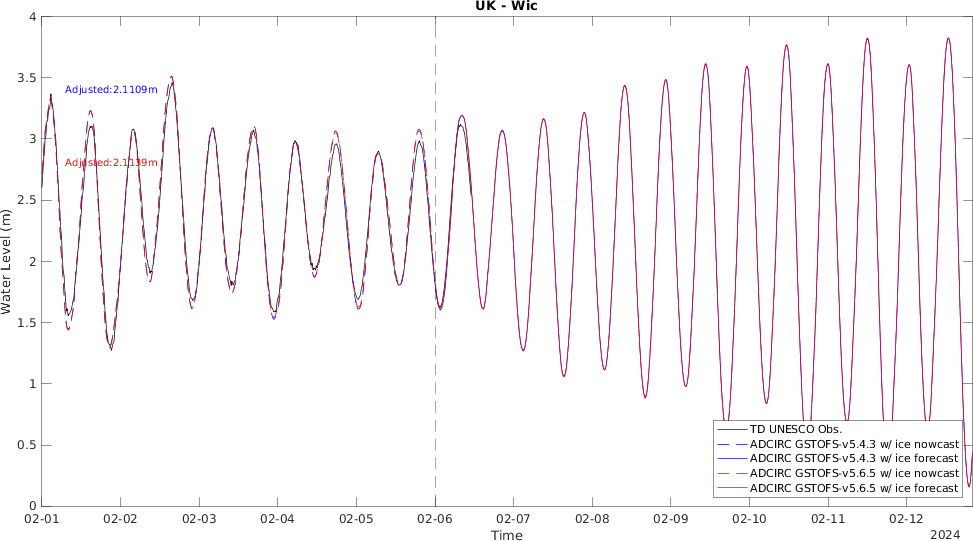 UK - Wic
4
3.5
3
2.5
2
1.5
1
0.5
0
Water Level (m)
Adjusted:2.1109m
Adjusted:2.1139m
TD UNESCO Obs.
ADCIRC GSTOFS-v5.4.3 w/ ice nowcast
ADCIRC GSTOFS-v5.4.3 w/ ice forecast
ADCIRC GSTOFS-v5.6.5 w/ ice nowcast
ADCIRC GSTOFS-v5.6.5 w/ ice forecast
02-01 02-02 02-03 02-04 02-05 02-06 02-07 02-08 02-09 02-10 02-11 02-12
Time
2024